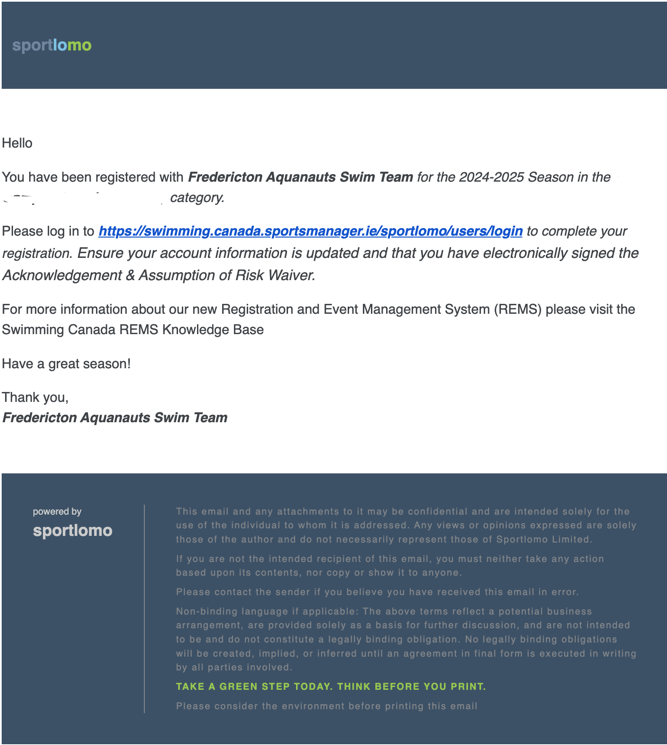 sportlomo
Hello
You have been registered with Fredericton Aquanauts Swim Team for the 2024-2025 Season in the
category.
Please log in to https://swimming.canada.sportsmanager.ie/sportlomo/users/login to complete your
registration. Ensure your account information is updated and that you have electronically signed the
Acknowledgement & Assumption of Risk Waiver.
For more information about our new Registration and Event Management System (REMS) please visit the
Swimming Canada REMS Knowledge Base
Have a great season!
Thank you,
Fredericton Aquanauts Swim Team
powered by
sportlomo
This email and any attachments to it may be confidential and are intended solely for the
use of the individual to whom it is addressed. Any views or opinions expressed are solely
those of the author and do not necessarily represent those of Sportlomo Limited.
If you are not the intended recipient of this email, you must neither take any action
based upon its contents, nor copy or show it to anyone.
Please contact the sender if you believe you have received this email in error.
Non-binding language if applicable: The above terms reflect a potential business
arrangement, are provided solely as a basis for further discussion, and are not intended
to be and do not constitute a legally binding obligation. No legally binding obligations
will be created, implied, or inferred until an agreement in final form is executed in writing
by all parties involved.
TAKE A GREEN STEP TODAY. THINK BEFORE YOU PRINT.
Please consider the environment before printing this email